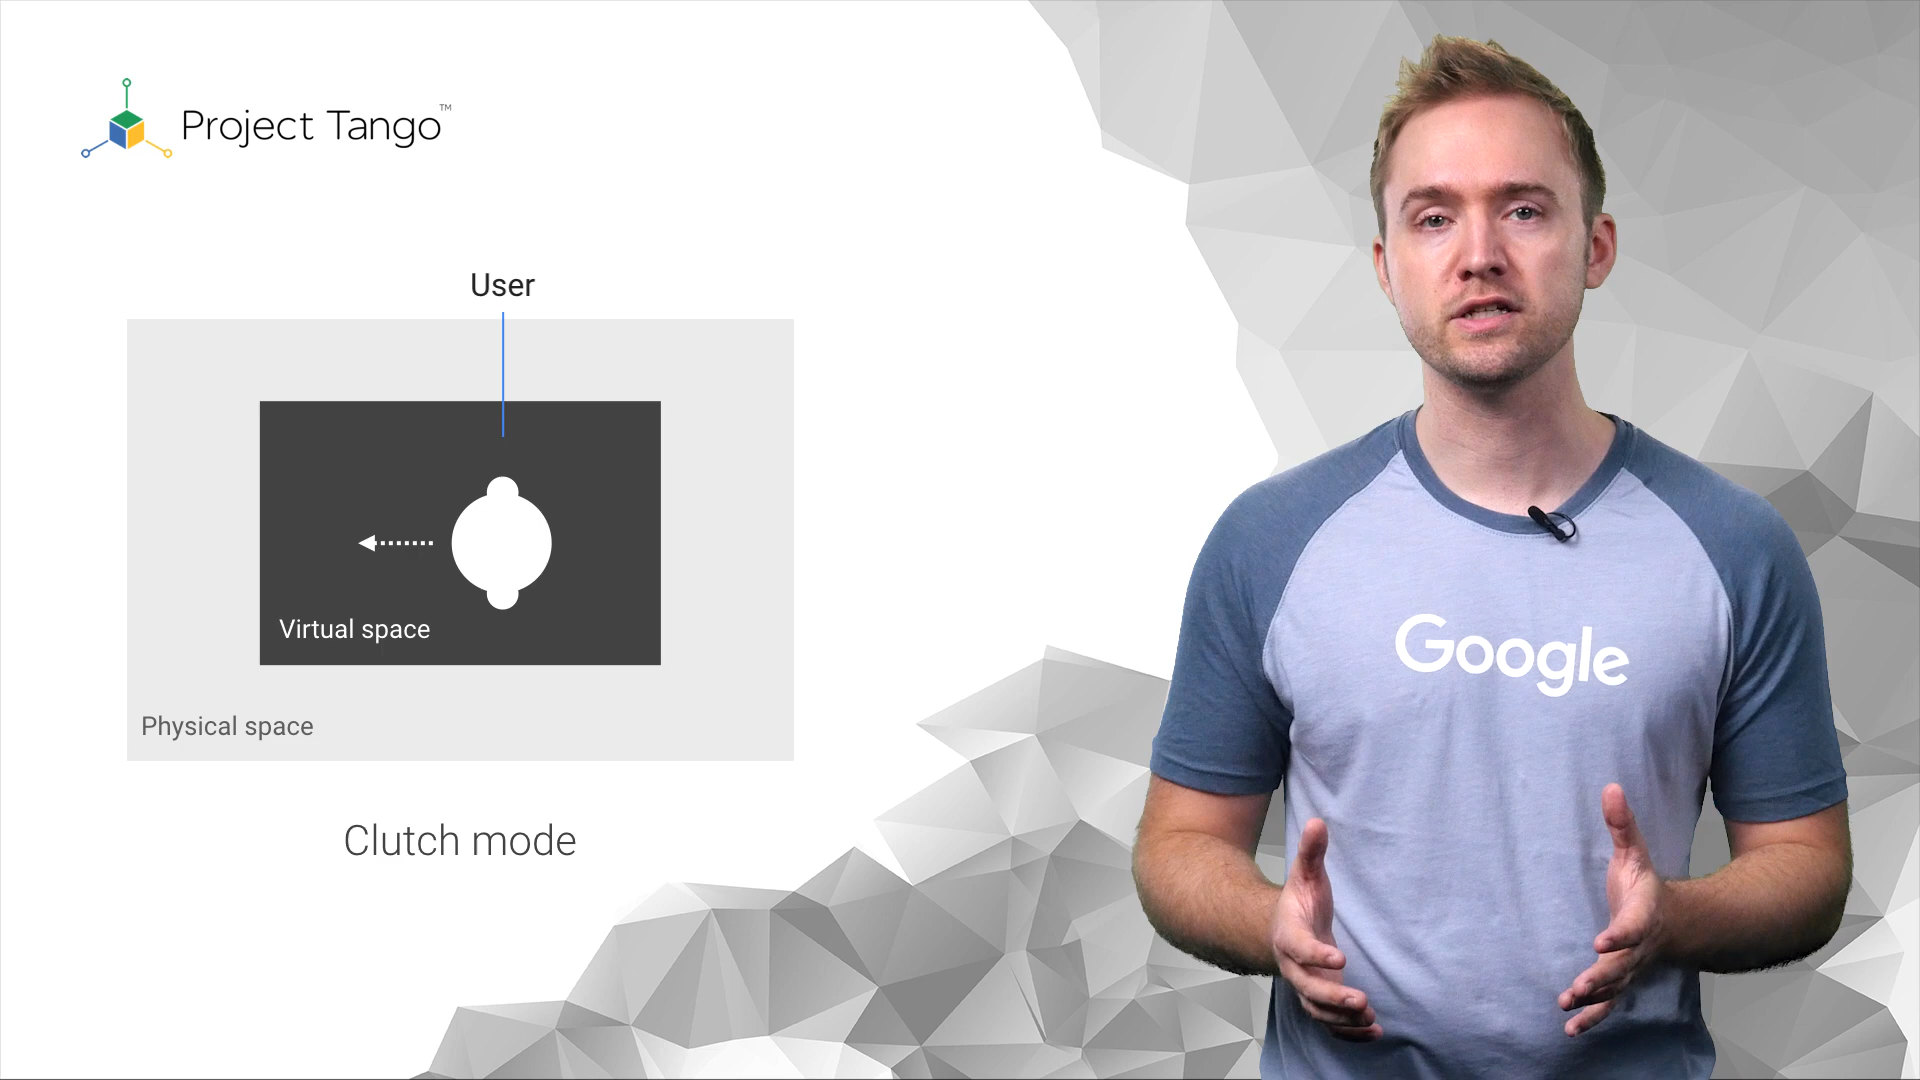 Project Tango™
User
Virtual space
Physical space
Clutch mode
Google